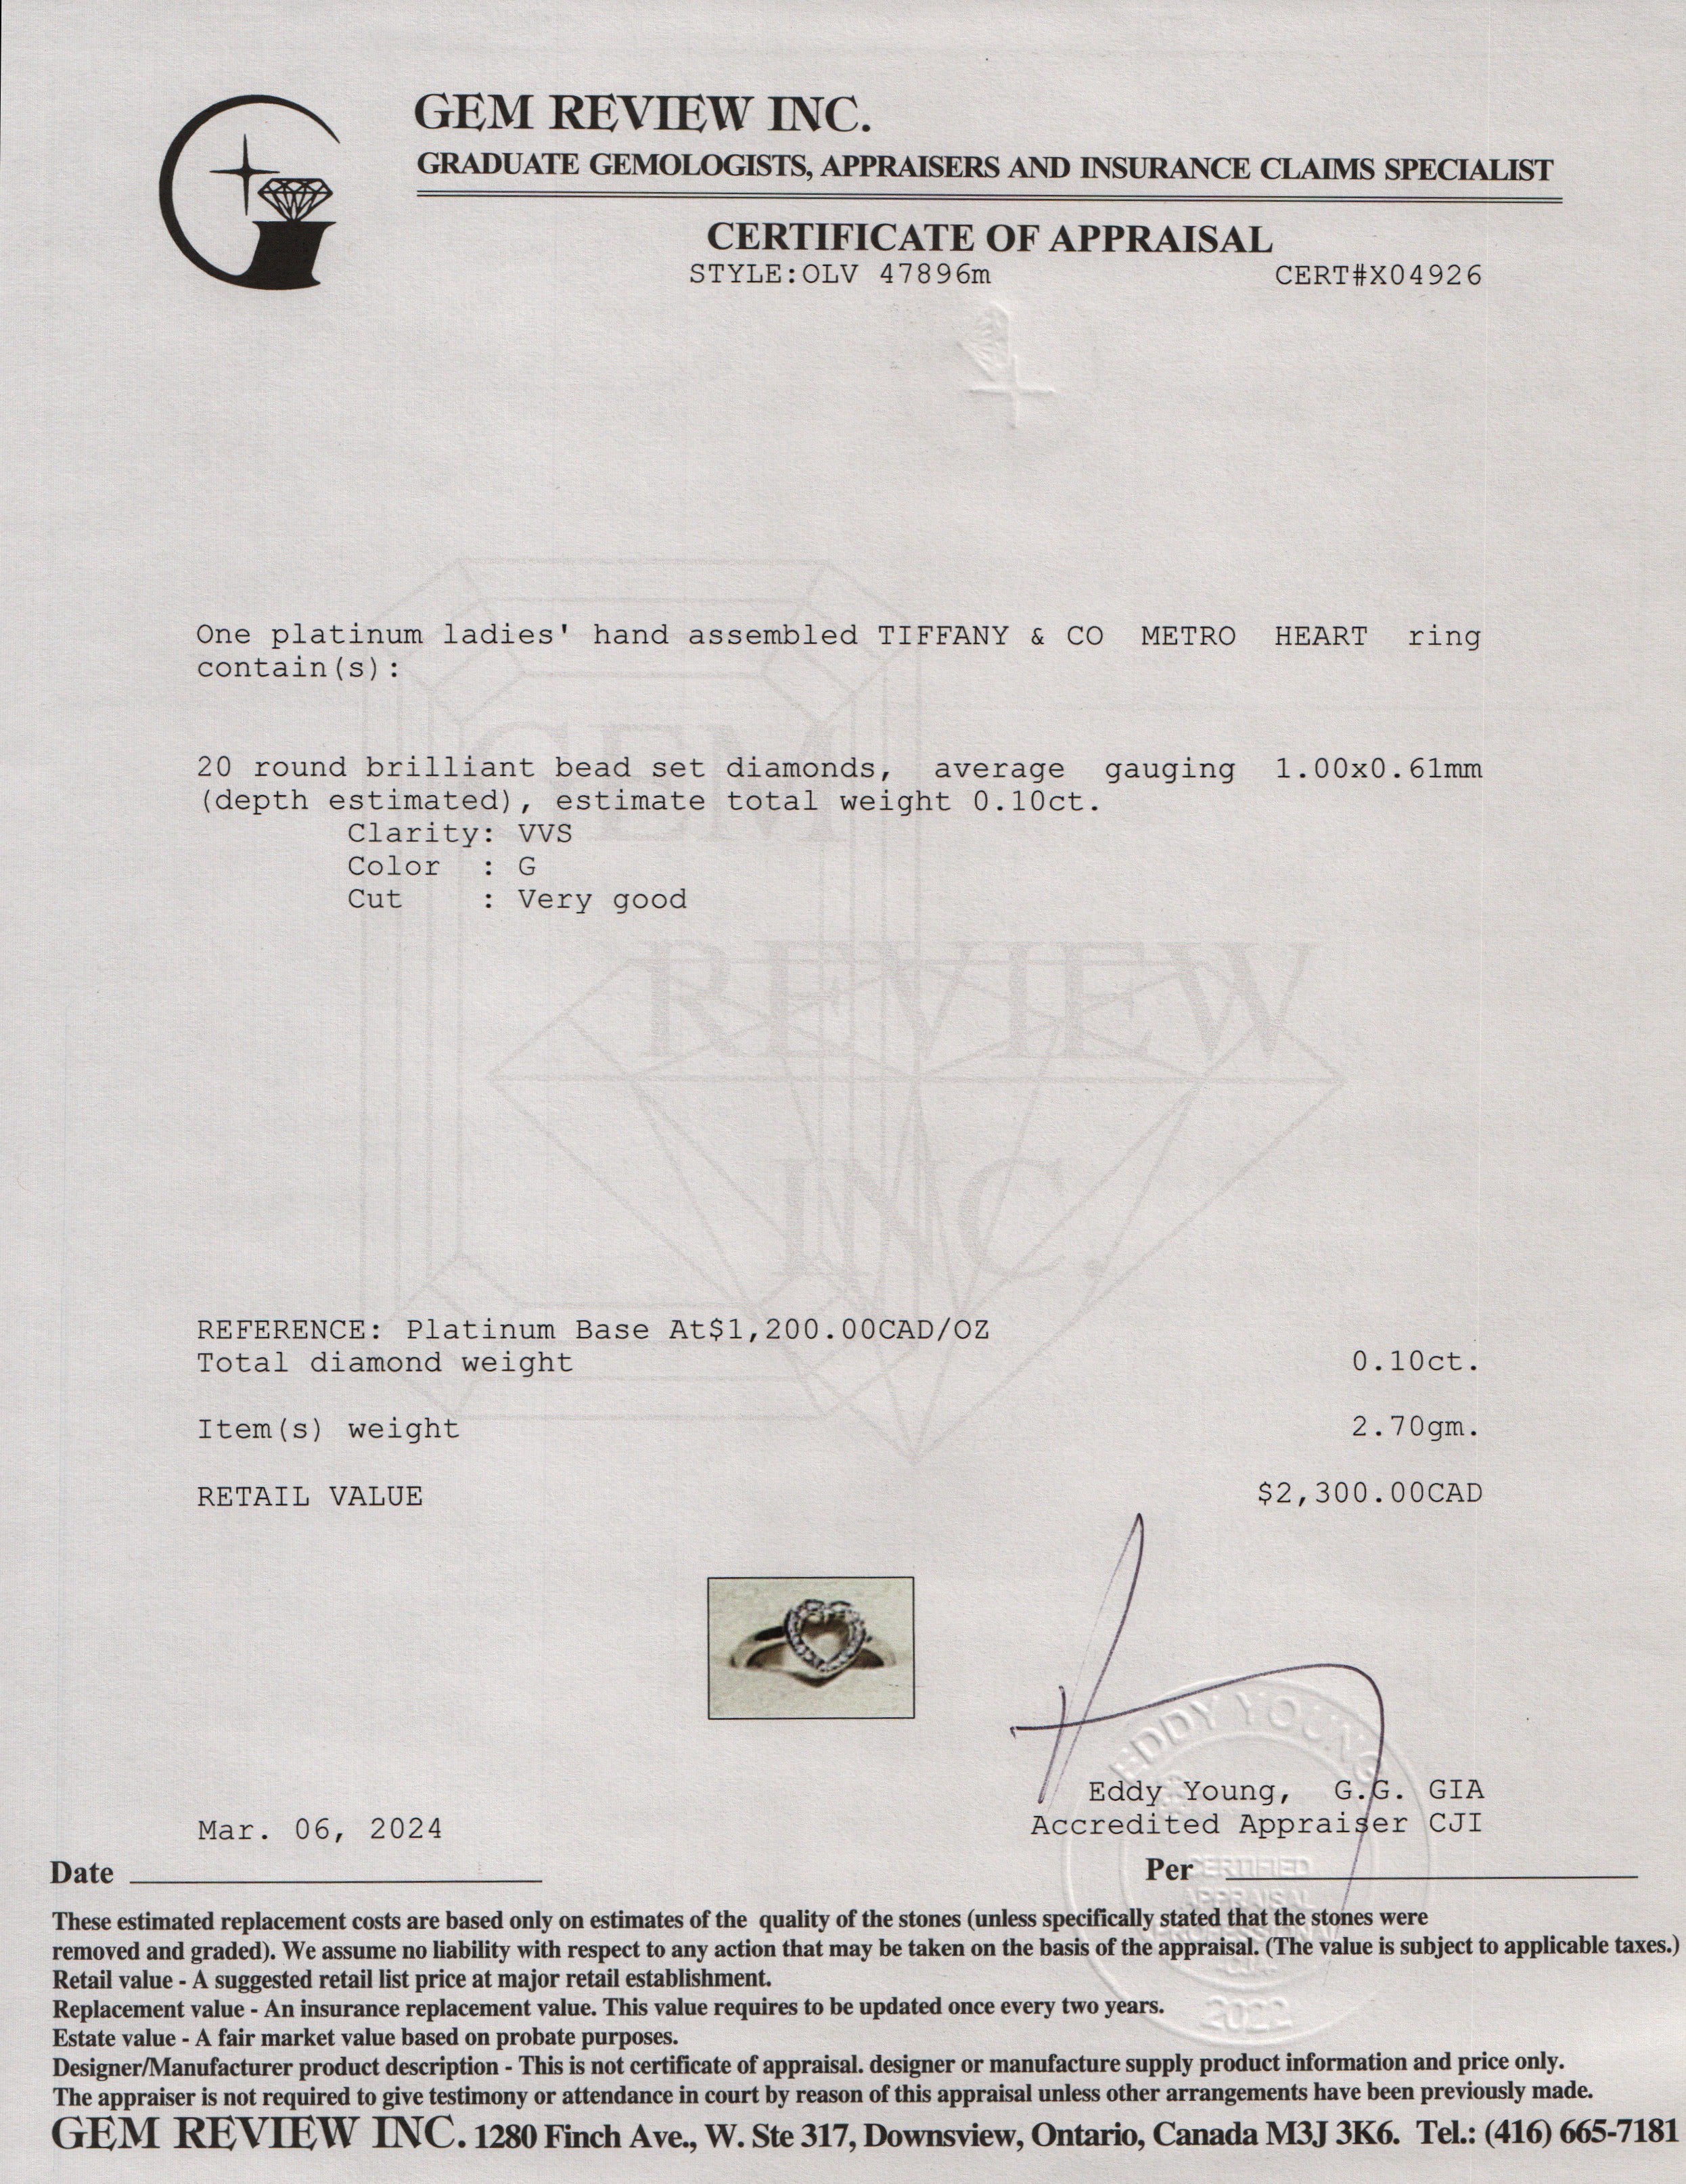 GEM REVIEW INC.
GRADUATE GEMOLOGISTS, APPRAISERS AND INSURANCE CLAIMS SPECIALIST
CERTIFICATE OF APPRAISAL
STYLE:OLV 47896m CERT#X04926
One platinum ladies' hand assembled TIFFANY & CO METRO HEART ring
contain(s):
GEM
20 round brilliant bead set diamonds, average gauging 1.00x0.61mm
(depth estimated), estimate total weight 0.10ct.
Clarity: VVS
Color : G
Cut : Very good
REVIEW
INC.
REFERENCE: Platinum Base At$1,200.00CAD/OZ
Total diamond weight 0.10ct.
Item(s) weight 2.70gm.
RETAIL VALUE $2,300.00CAD
EDDY YOUNG
Eddy Young, G.G. GIA
Accredited Appraiser CJI
Mar. 06, 2024
Date
Per
CERTIFIED
APPRAISAL
PROFESSIONAL
2022
These estimated replacement costs are based only on estimates of the quality of the stones (unless specifically stated that the stones were
removed and graded). We assume no liability with respect to any action that may be taken on the basis of the appraisal. (The value is subject to applicable taxes.)
Retail value - A suggested retail list price at major retail establishment.
Replacement value - An insurance replacement value. This value requires to be updated once every two years.
Estate value - A fair market value based on probate purposes.
Designer/Manufacturer product description - This is not certificate of appraisal. designer or manufacture supply product information and price only.
The appraiser is not required to give testimony or attendance in court by reason of this appraisal unless other arrangements have been previously made.
GEM REVIEW INC. 1280 Finch Ave., W. Ste 317, Downsview, Ontario, Canada M3J 3K6. Tel.: (416) 665-7181